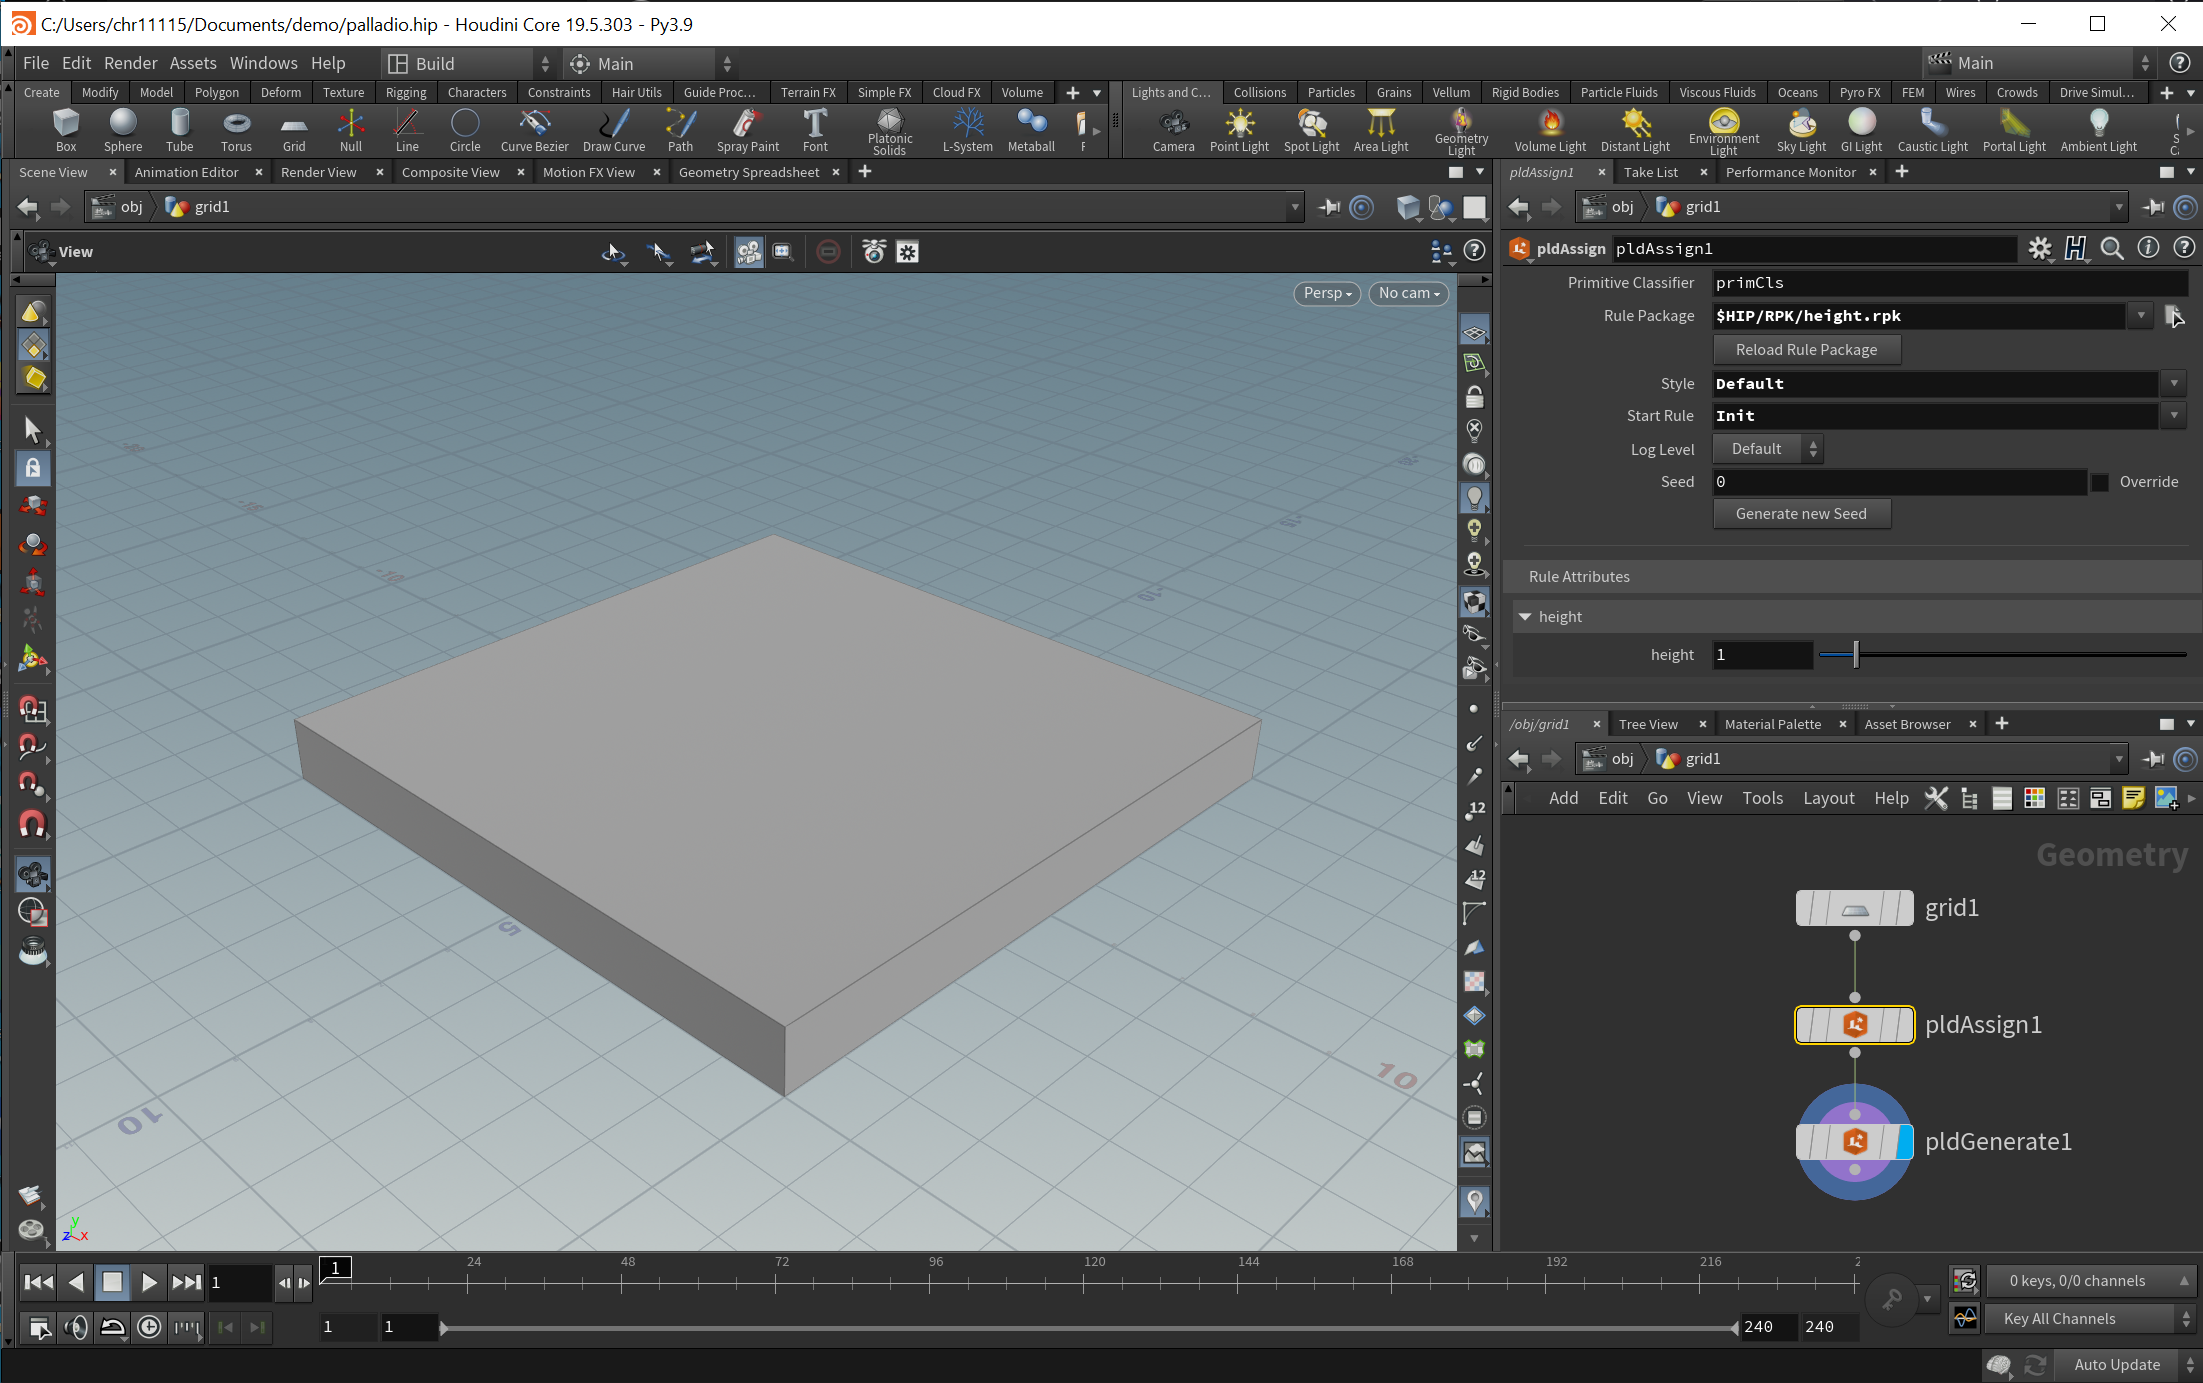 C:/Users/chr11115/Documents/demo/palladio.hip - Houdini Core 19.5.303 - Py3.9
File Edit Render Assets Windows Help Build Main Main
Create Modify Model Polygon Deform Texture Rigging Characters Constraints Hair Utils Guide Proc... Terrain FX Simple FX Cloud FX Volume
Lights and C... Collisions Particles Grains Vellum Rigid Bodies Particle Fluids Viscous Fluids Oceans Pyro FX FEM Wires Crowds Drive Simul...
Box Sphere Tube Torus Grid Null Line Circle Curve Bezier Draw Curve Path Spray Paint Font Platonic Solids L-System Metaball F
Camera Point Light Spot Light Area Light Geometry Light Volume Light Distant Light Environment Light Sky Light GI Light Caustic Light Portal Light Ambient Light S C
Scene View Animation Editor Render View Composite View Motion FX View Geometry Spreadsheet
obj grid1
View
Persp No cam
10
5
10
12
12
y
z x
pldAssign1 Take List Performance Monitor
obj grid1
pldAssign pldAssign1
Primitive Classifier primCls
Rule Package $HIP/RPK/height.rpk
Reload Rule Package
Style Default
Start Rule Init
Log Level Default
Seed 0 Override
Generate new Seed
Rule Attributes
height
height 1
/obj/grid1 Tree View Material Palette Asset Browser
obj grid1
Add Edit Go View Tools Layout Help
Geometry
grid1
pldAssign1
pldGenerate1
1 1 24 48 72 96 120 144 168 192 216 2
0 keys, 0/0 channels
1 1 240 240
Key All Channels
Auto Update